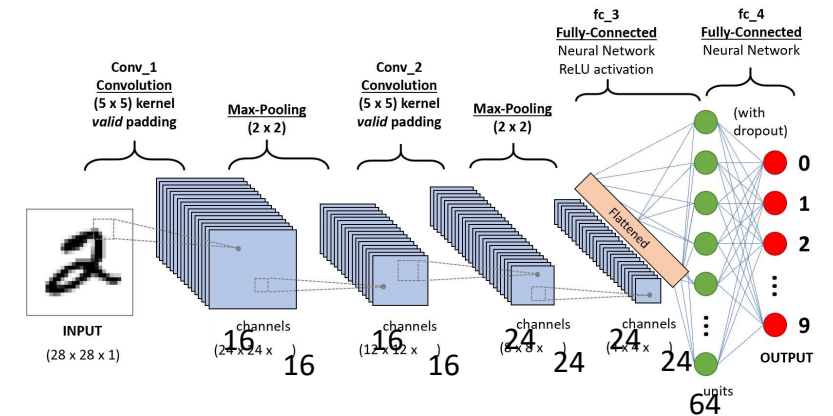 fc_3
Fully-Connected
Neural Network
ReLU activation
fc_4
Fully-Connected
Neural Network
Conv_1
Convolution
(5 x 5) kernel
valid padding
Max-Pooling
(2 x 2)
Conv_2
Convolution
(5 x 5) kernel
valid padding
Max-Pooling
(2 x 2)
(with
dropout)
0
1
2
9
Flattened
2
INPUT
(28 x 28 x 1)
16 channels
(24 x 24 x 16)
16 channels
(12 x 12 x 16)
24 channels
(8 x 8 x 24)
24 channels
(4 x 4 x 24)
OUTPUT
64 units